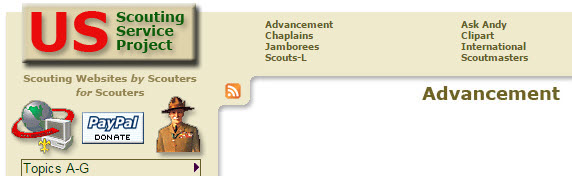 US Scouting
Service
Project
Scouting Websites by Scouters
for Scouters
PayPal
DONATE
Topics A-G
Advancement
Chaplains
Jamborees
Scouts-L
Ask Andy
Clipart
International
Scoutmasters
Advancement